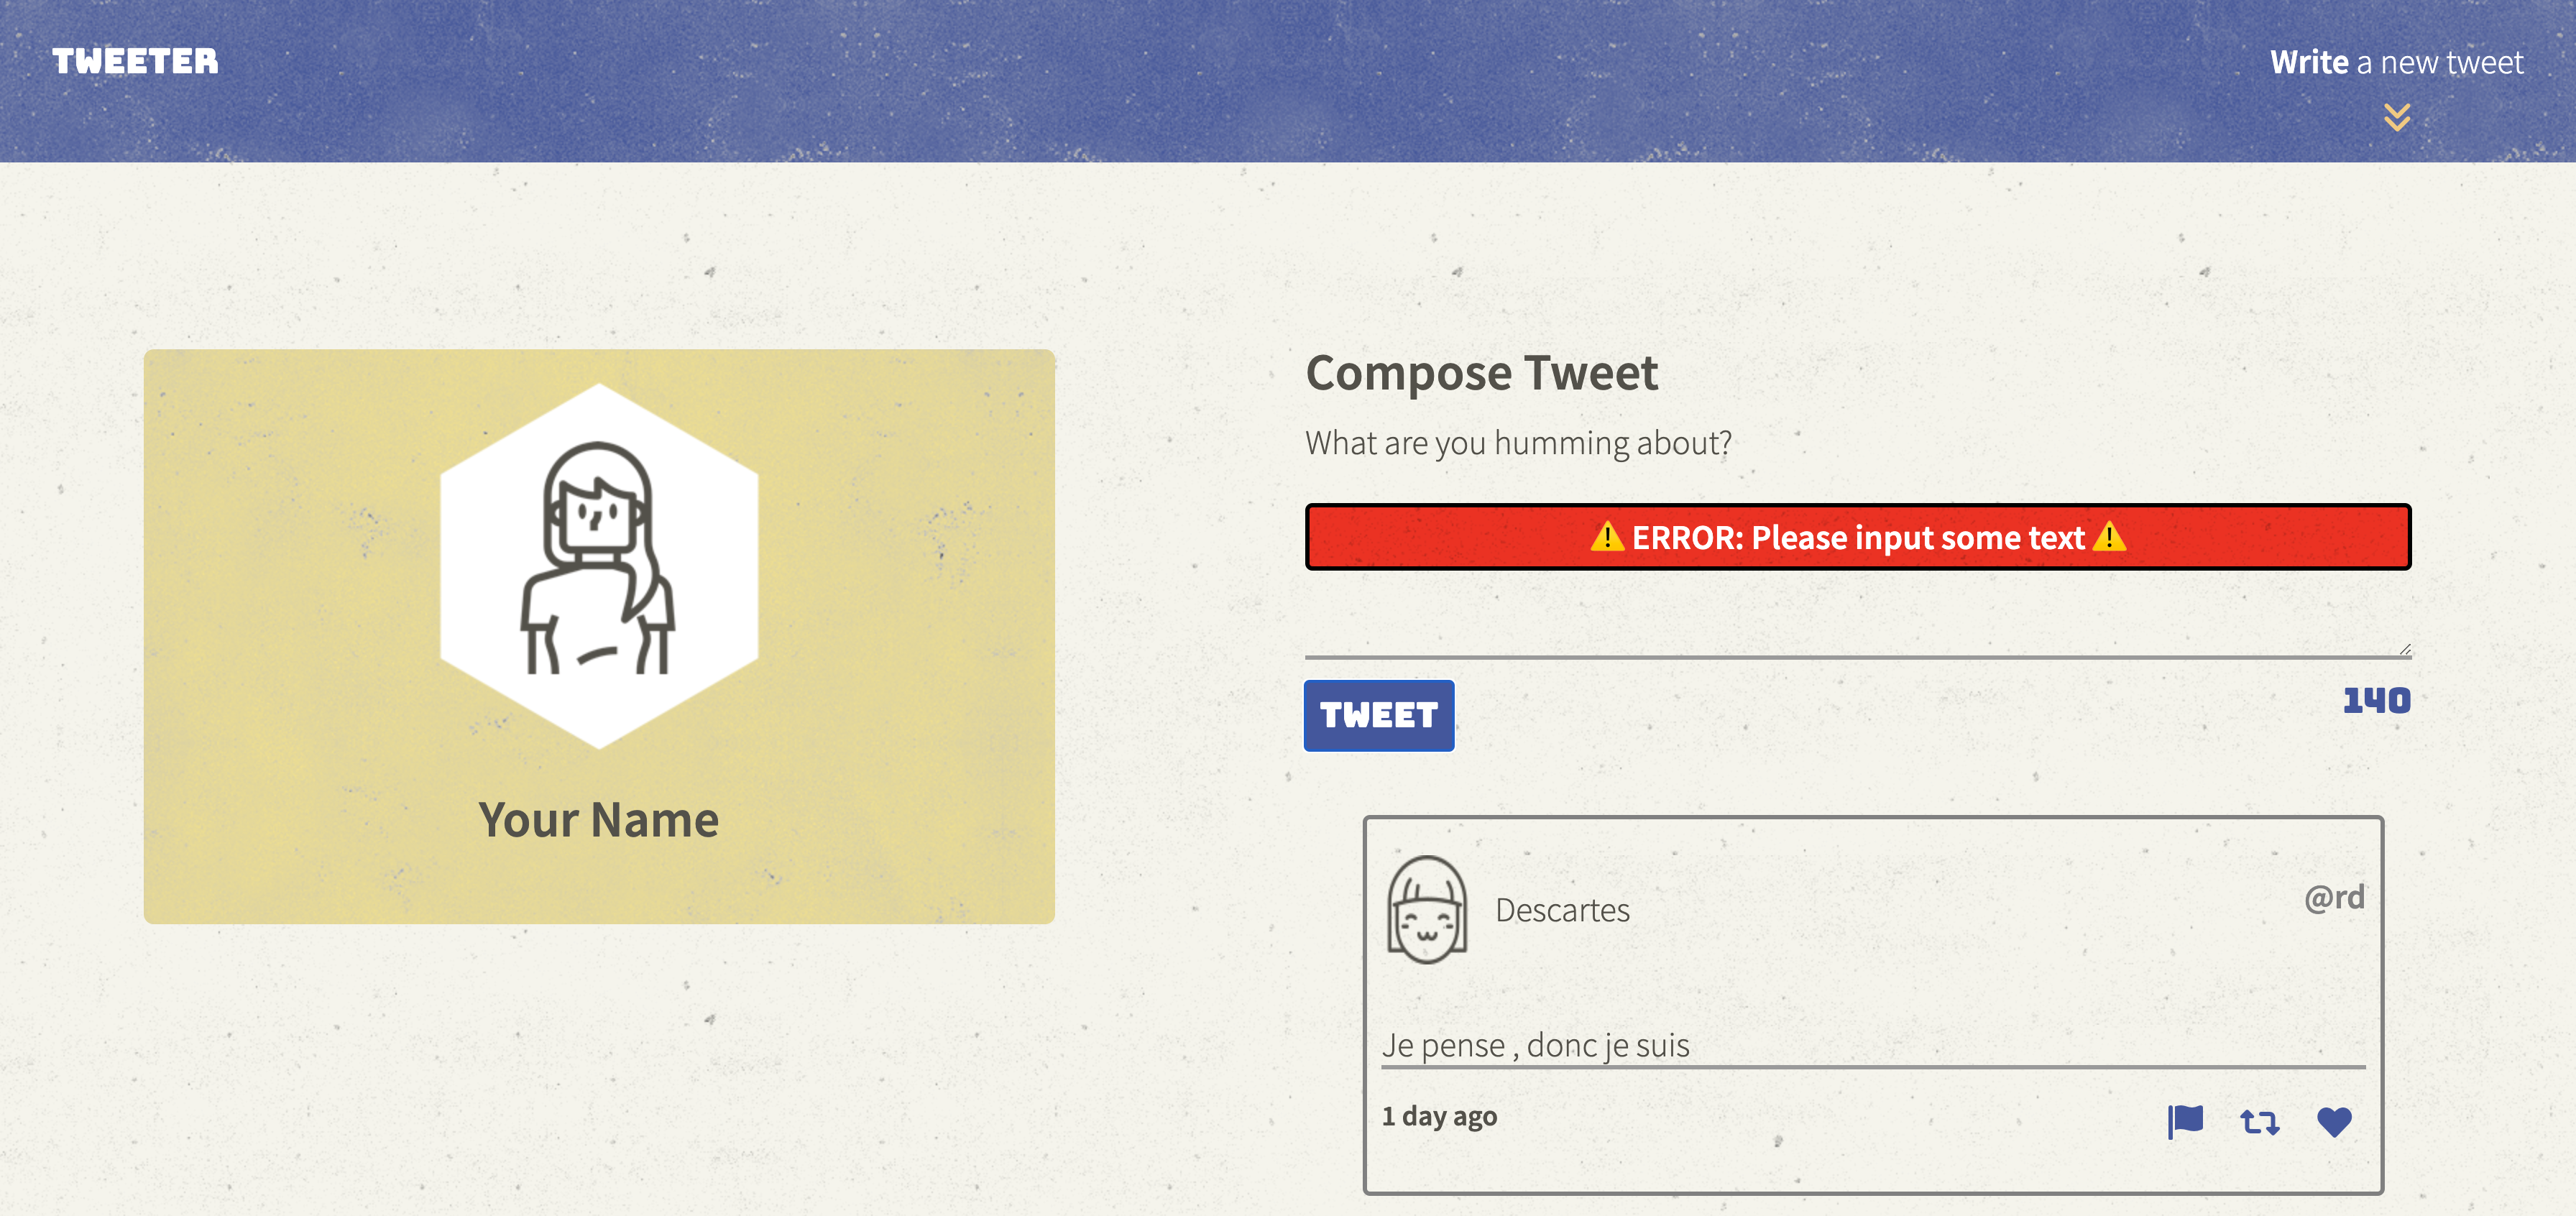 TWEETER
Write a new tweet
Your Name
Compose Tweet
What are you humming about?
⚠️ ERROR: Please input some text ⚠️
TWEET
140
Descartes
@rd
Je pense , donc je suis
1 day ago